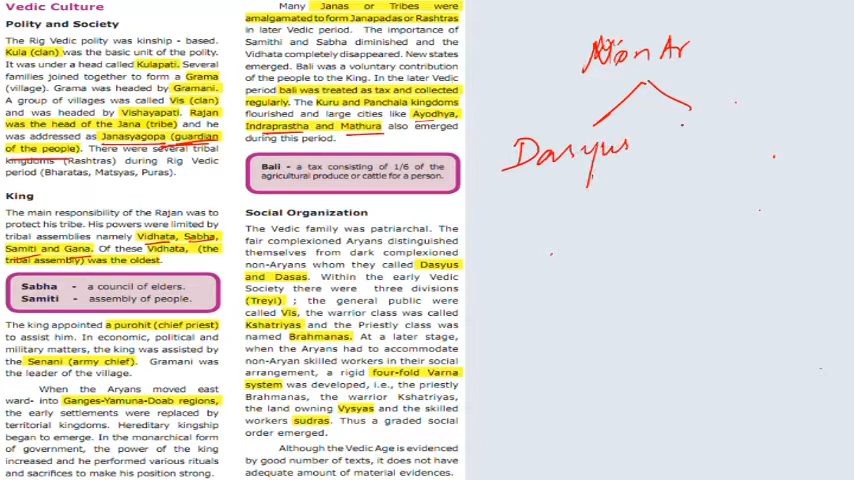 Vedic Culture
Polity and Society
The Rig Vedic polity was kinship - based.
Kula (clan) was the basic unit of the polity.
It was under a head called Kulapati. Several
families joined together to form a Grama
(village). Grama was headed by Gramani.
A group of villages was called Vis (clan)
and was headed by Vishayapati. Rajan
was the head of the Jana (tribe) and he
was addressed as Janasyagopa (guardian
of the people). There were several tribal
kingdoms (Rashtras) during Rig Vedic
period (Bharatas, Matsyas, Puras).
King
The main responsibility of the Rajan was to
protect his tribe. His powers were limited by
tribal assemblies namely Vidhata, Sabha,
Samiti and Gana. Of these Vidhata, (the
tribal assembly) was the oldest.
Sabha - a council of elders.
Samiti - assembly of people.
The king appointed a purohit (chief priest)
to assist him. In economic, political and
military matters, the king was assisted by
the Senani (army chief). Gramani was
the leader of the village.
When the Aryans moved east
ward- into Ganges-Yamuna-Doab regions,
the early settlements were replaced by
territorial kingdoms. Hereditary kingship
began to emerge. In the monarchical form
of government, the power of the king
increased and he performed various rituals
and sacrifices to make his position strong.
Many Janas or Tribes were
amalgamated to form Janapadas or Rashtras
in later Vedic period. The importance of
Samithi and Sabha diminished and the
Vidhata completely disappeared. New states
emerged. Bali was a voluntary contribution
of the people to the King. In the later Vedic
period bali was treated as tax and collected
regularly. The Kuru and Panchala kingdoms
flourished and large cities like Ayodhya,
Indraprastha and Mathura also emerged
during this period.
Bali - a tax consisting of 1/6 of the
agricultural produce or cattle for a person.
Social Organization
The Vedic family was patriarchal. The
fair complexioned Aryans distinguished
themselves from dark complexioned
non-Aryans whom they called Dasyus
and Dasas. Within the early Vedic
Society there were three divisions
(Treyi) ; the general public were
called Vis, the warrior class was called
Kshatriyas and the Priestly class was
named Brahmanas. At a later stage,
when the Aryans had to accommodate
non-Aryan skilled workers in their social
arrangement, a rigid four-fold Varna
system was developed, i.e., the priestly
Brahmanas, the warrior Kshatriyas,
the land owning Vysyas and the skilled
workers sudras. Thus a graded social
order emerged.
Although the Vedic Age is evidenced
by good number of texts, it does not have
adequate amount of material evidences.
Ar
Dasyus